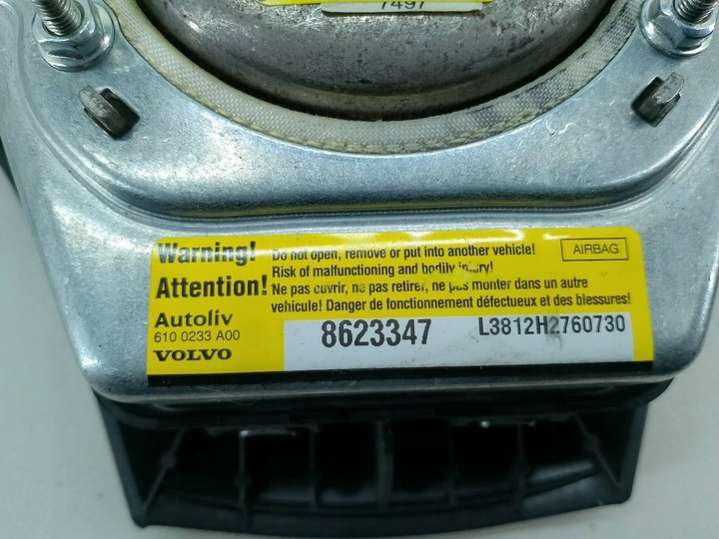 7497
Warning! Do not open, remove or put into another vehicle! AIRBAG
Risk of malfunctioning and bodily injury!
Attention! Ne pas ouvrir, ne pas retirer, ne pas monter dans un autre
vehicule! Danger de fonctionnement défectueux et des blessures!
Autoliv
610 0233 A00
VOLVO
8623347
L3812H2760730